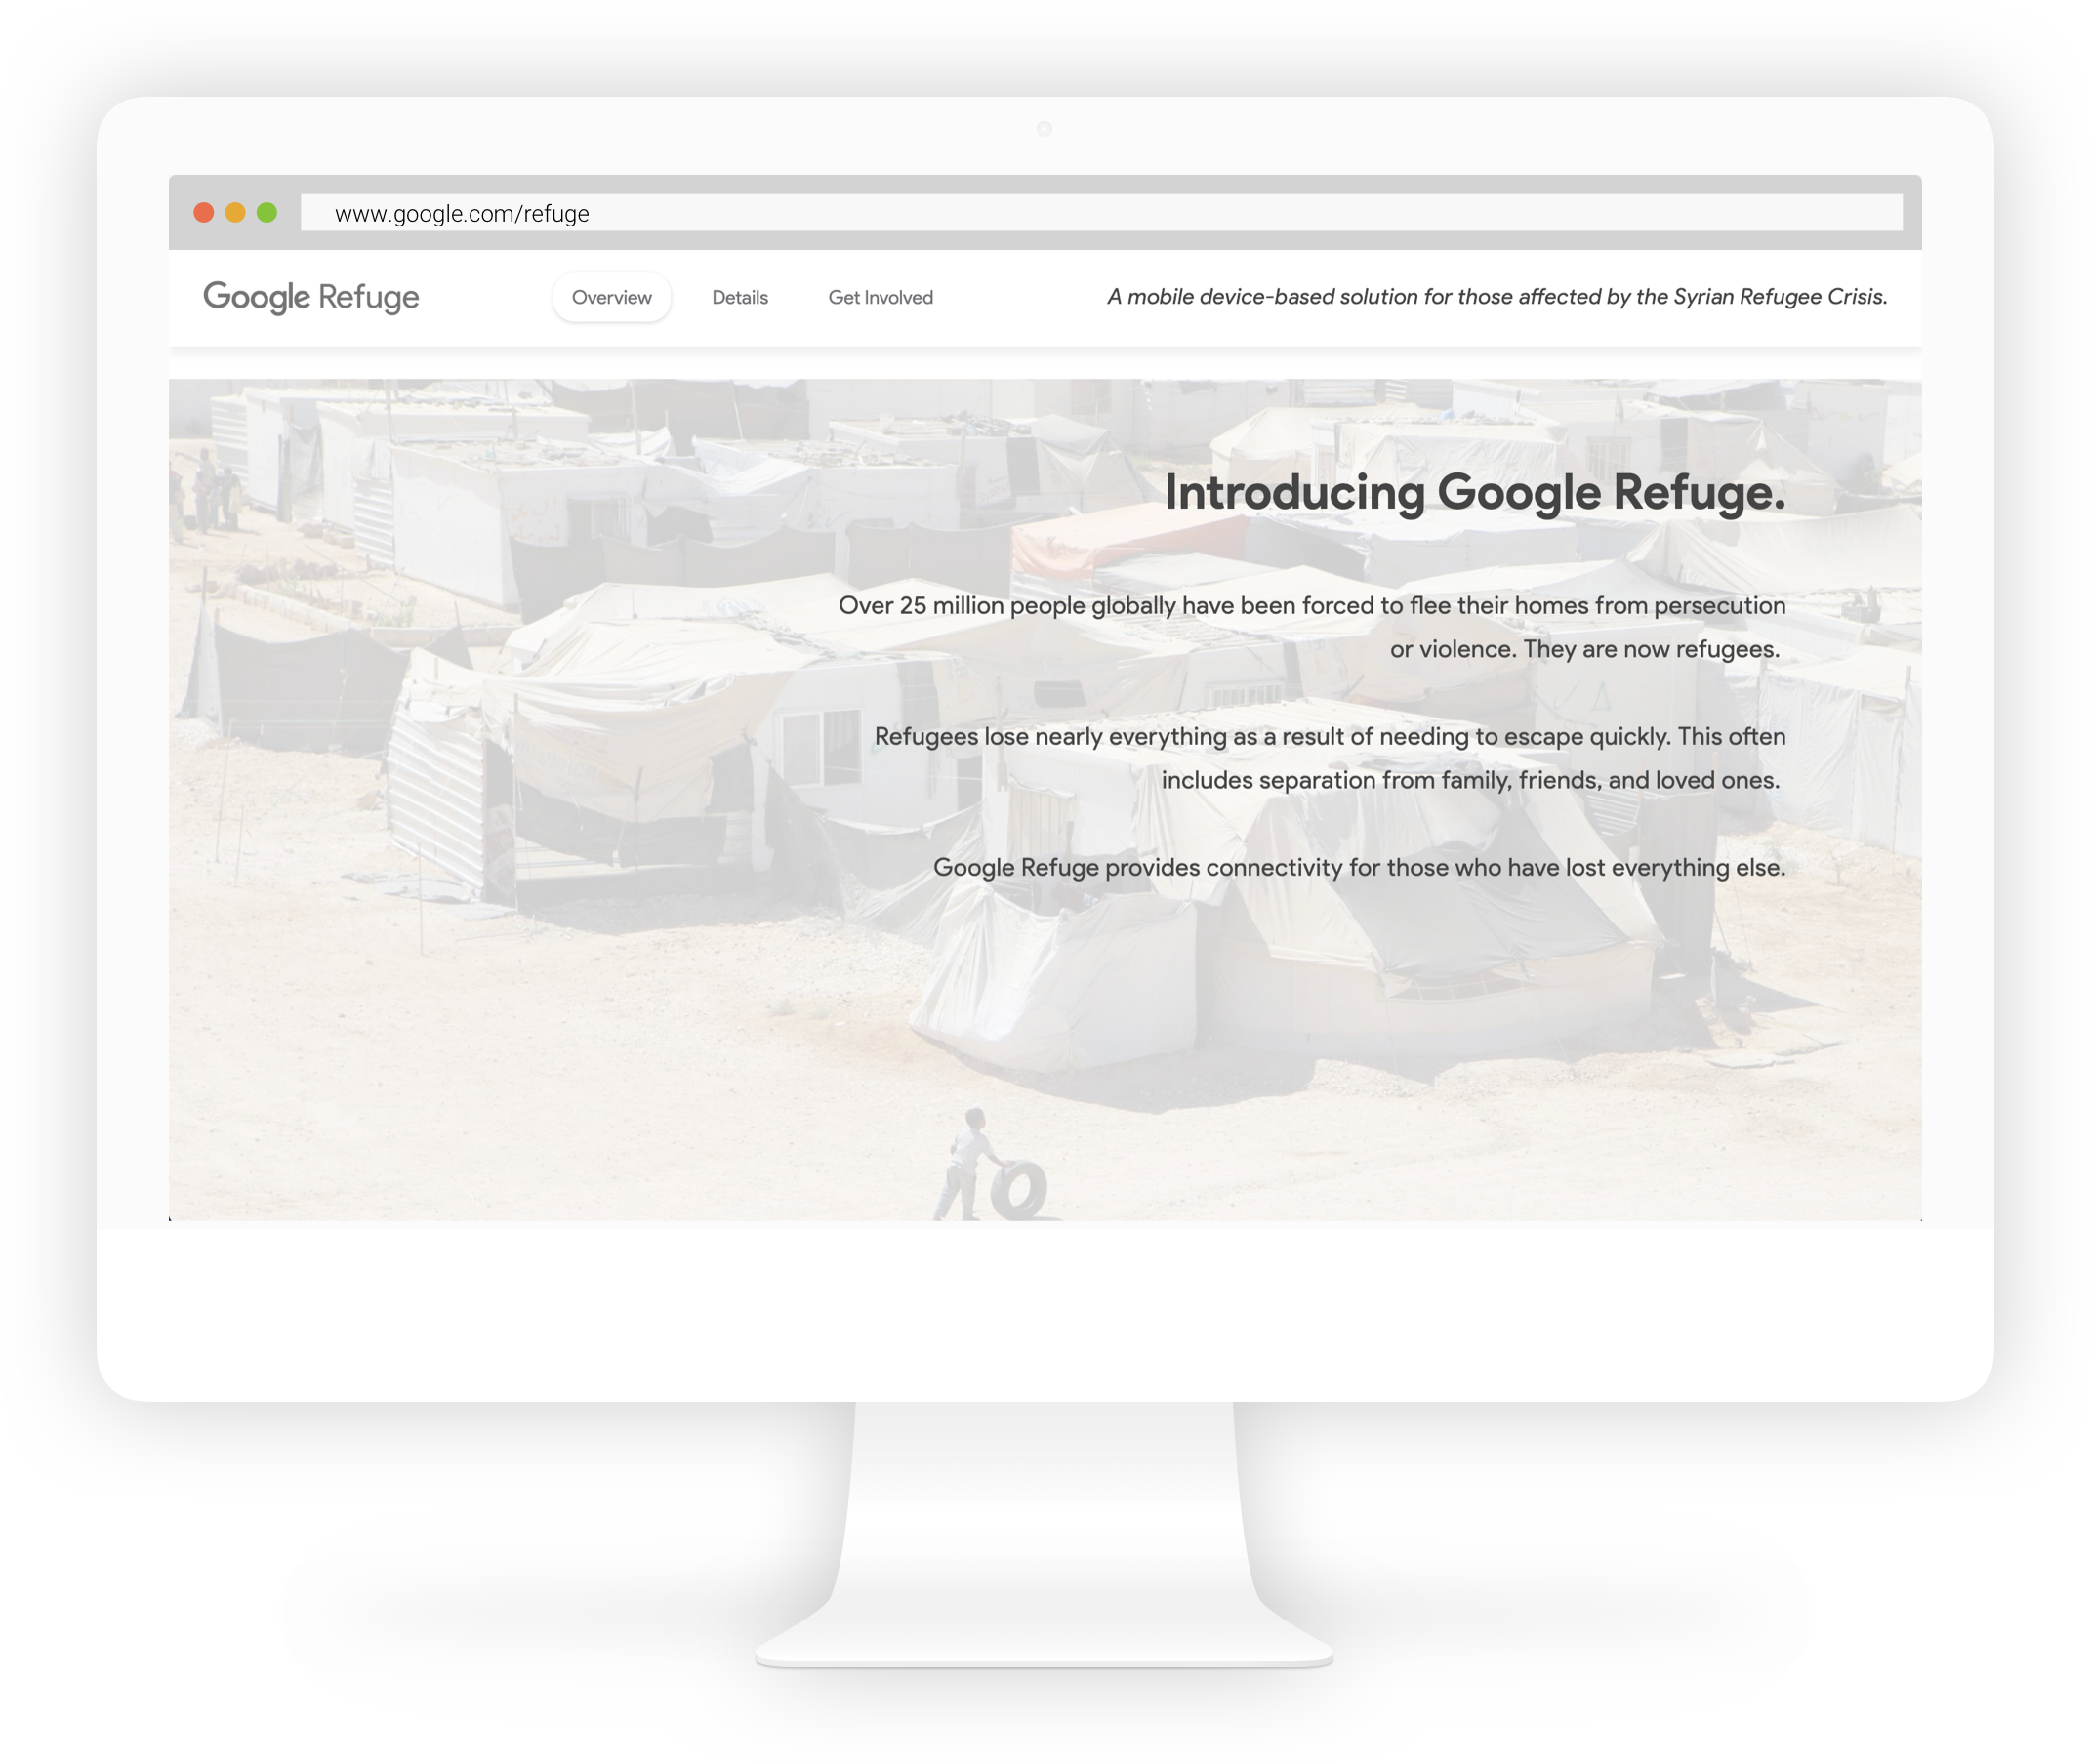 www.google.com/refuge
Google Refuge
Overview
Details
Get Involved
A mobile device-based solution for those affected by the Syrian Refugee Crisis.
Introducing Google Refuge.
Over 25 million people globally have been forced to flee their homes from persecution
or violence. They are now refugees.
Refugees lose nearly everything as a result of needing to escape quickly. This often
includes separation from family, friends, and loved ones.
Google Refuge provides connectivity for those who have lost everything else.